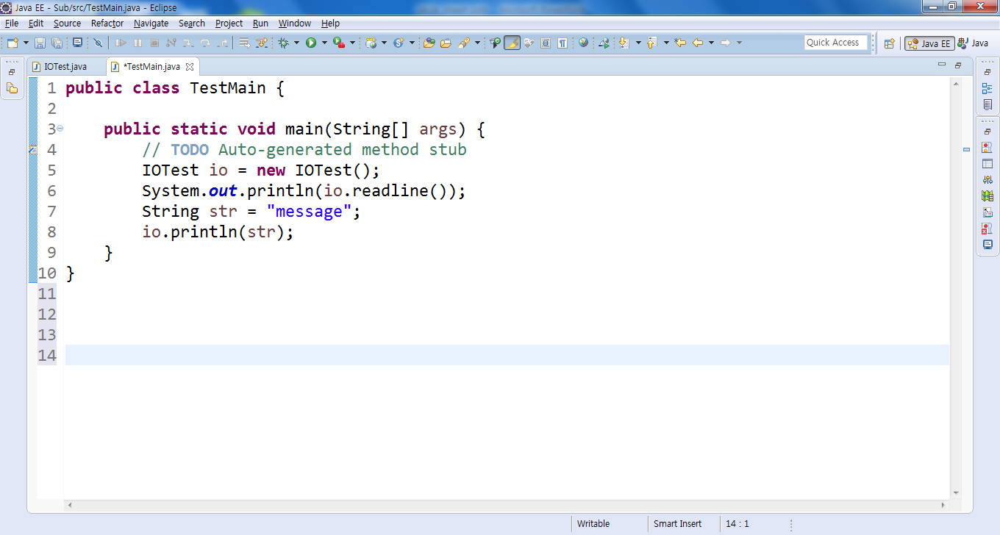 Java EE - Sub/src/TestMain.java - Eclipse
File Edit Source Refactor Navigate Search Project Run Window Help
Quick Access
Java EE
Java
IOTest.java
*TestMain.java
1 public class TestMain {
2
3     public static void main(String[] args) {
4         // TODO Auto-generated method stub
5         IOTest io = new IOTest();
6         System.out.println(io.readline());
7         String str = "message";
8         io.println(str);
9     }
10 }
11
12
13
14
Writable
Smart Insert
14 : 1